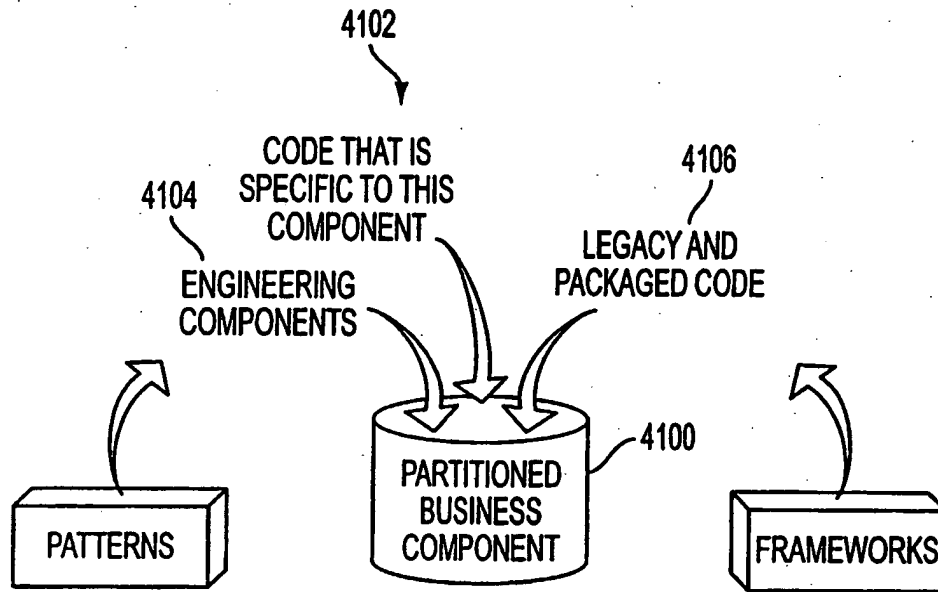 4102
CODE THAT IS
SPECIFIC TO THIS
COMPONENT
4104
ENGINEERING
COMPONENTS
4106
LEGACY AND
PACKAGED CODE
4100
PARTITIONED
BUSINESS
COMPONENT
PATTERNS
FRAMEWORKS